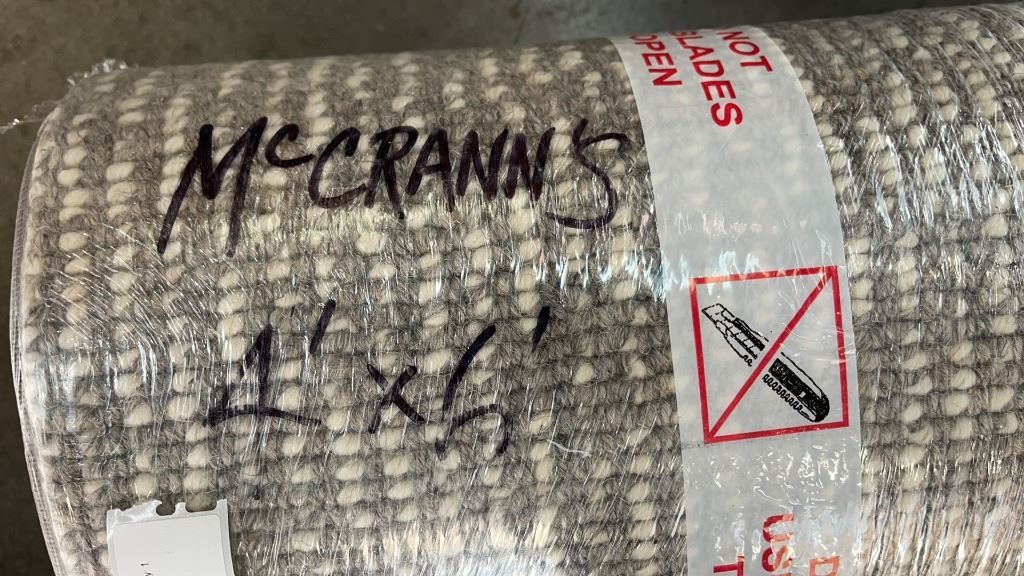 McCRANN'S
4' x 6'
NOT
BLADES
OPEN